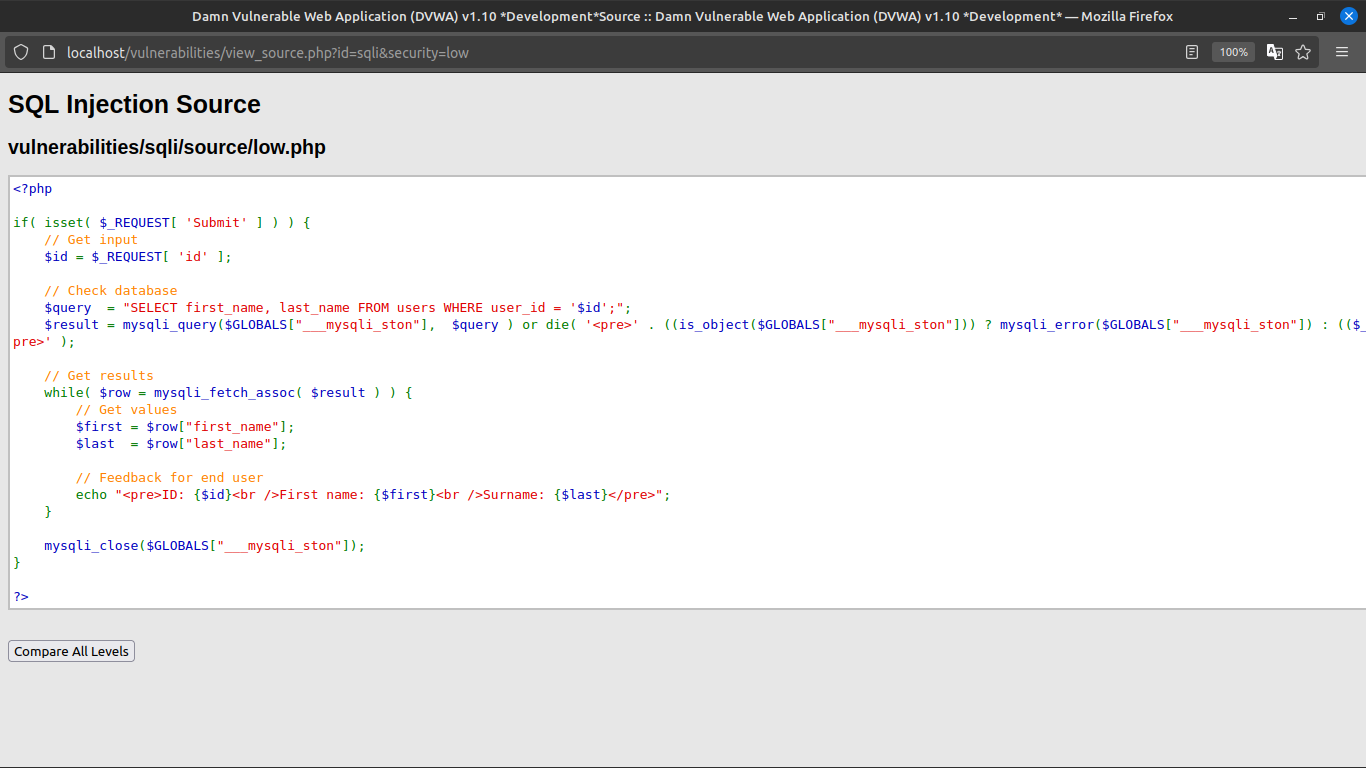 Damn Vulnerable Web Application (DVWA) v1.10 *Development*Source :: Damn Vulnerable Web Application (DVWA) v1.10 *Development* — Mozilla Firefox
localhost/vulnerabilities/view_source.php?id=sqli&security=low
100%
SQL Injection Source
vulnerabilities/sqli/source/low.php
<?php
if( isset( $_REQUEST[ 'Submit' ] ) ) {
    // Get input
    $id = $_REQUEST[ 'id' ];
    // Check database
    $query  = "SELECT first_name, last_name FROM users WHERE user_id = '$id';";
    $result = mysqli_query($GLOBALS["___mysqli_ston"],  $query ) or die( '<pre>' . ((is_object($GLOBALS["___mysqli_ston"])) ? mysqli_error($GLOBALS["___mysqli_ston"]) : (($_
pre>' );
    // Get results
    while( $row = mysqli_fetch_assoc( $result ) ) {
        // Get values
        $first = $row["first_name"];
        $last  = $row["last_name"];
        // Feedback for end user
        echo "<pre>ID: {$id}<br />First name: {$first}<br />Surname: {$last}</pre>";
    }
    mysqli_close($GLOBALS["___mysqli_ston"]);
}
?>
Compare All Levels